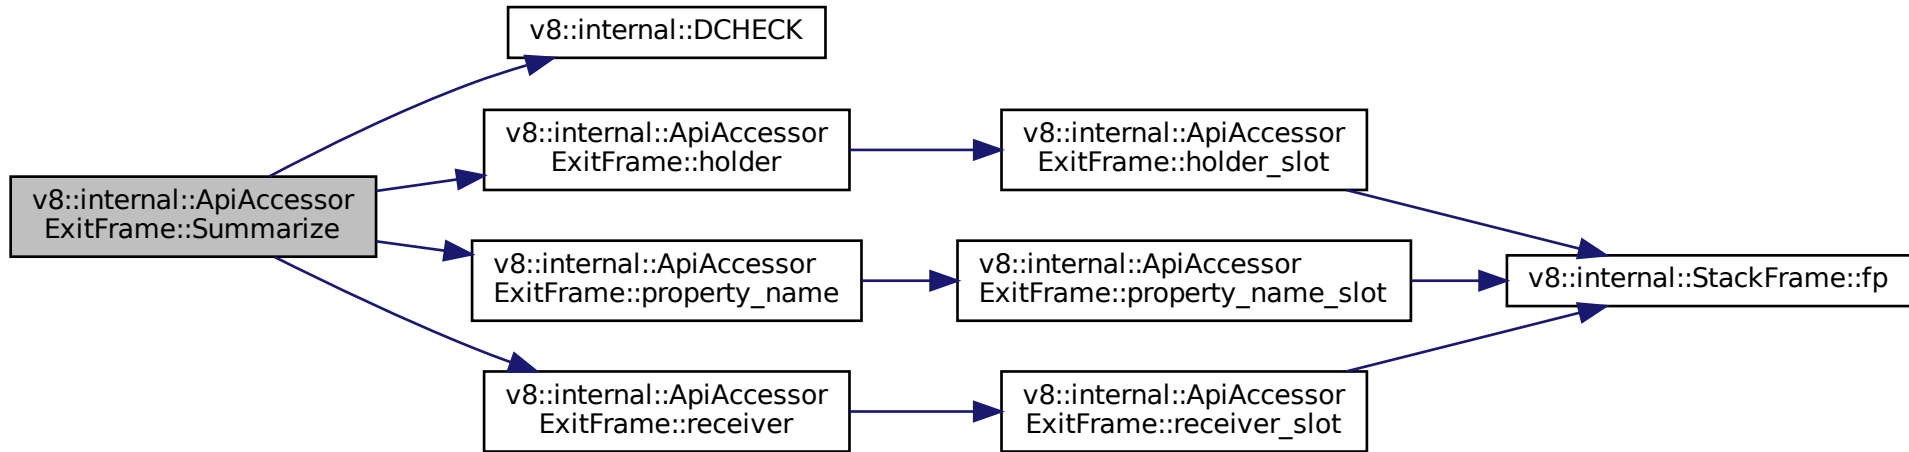 v8::internal::DCHECK
v8::internal::ApiAccessor
ExitFrame::holder
v8::internal::ApiAccessor
ExitFrame::holder_slot
v8::internal::ApiAccessor
ExitFrame::Summarize
v8::internal::ApiAccessor
ExitFrame::property_name
v8::internal::ApiAccessor
ExitFrame::property_name_slot
v8::internal::StackFrame::fp
v8::internal::ApiAccessor
ExitFrame::receiver
v8::internal::ApiAccessor
ExitFrame::receiver_slot